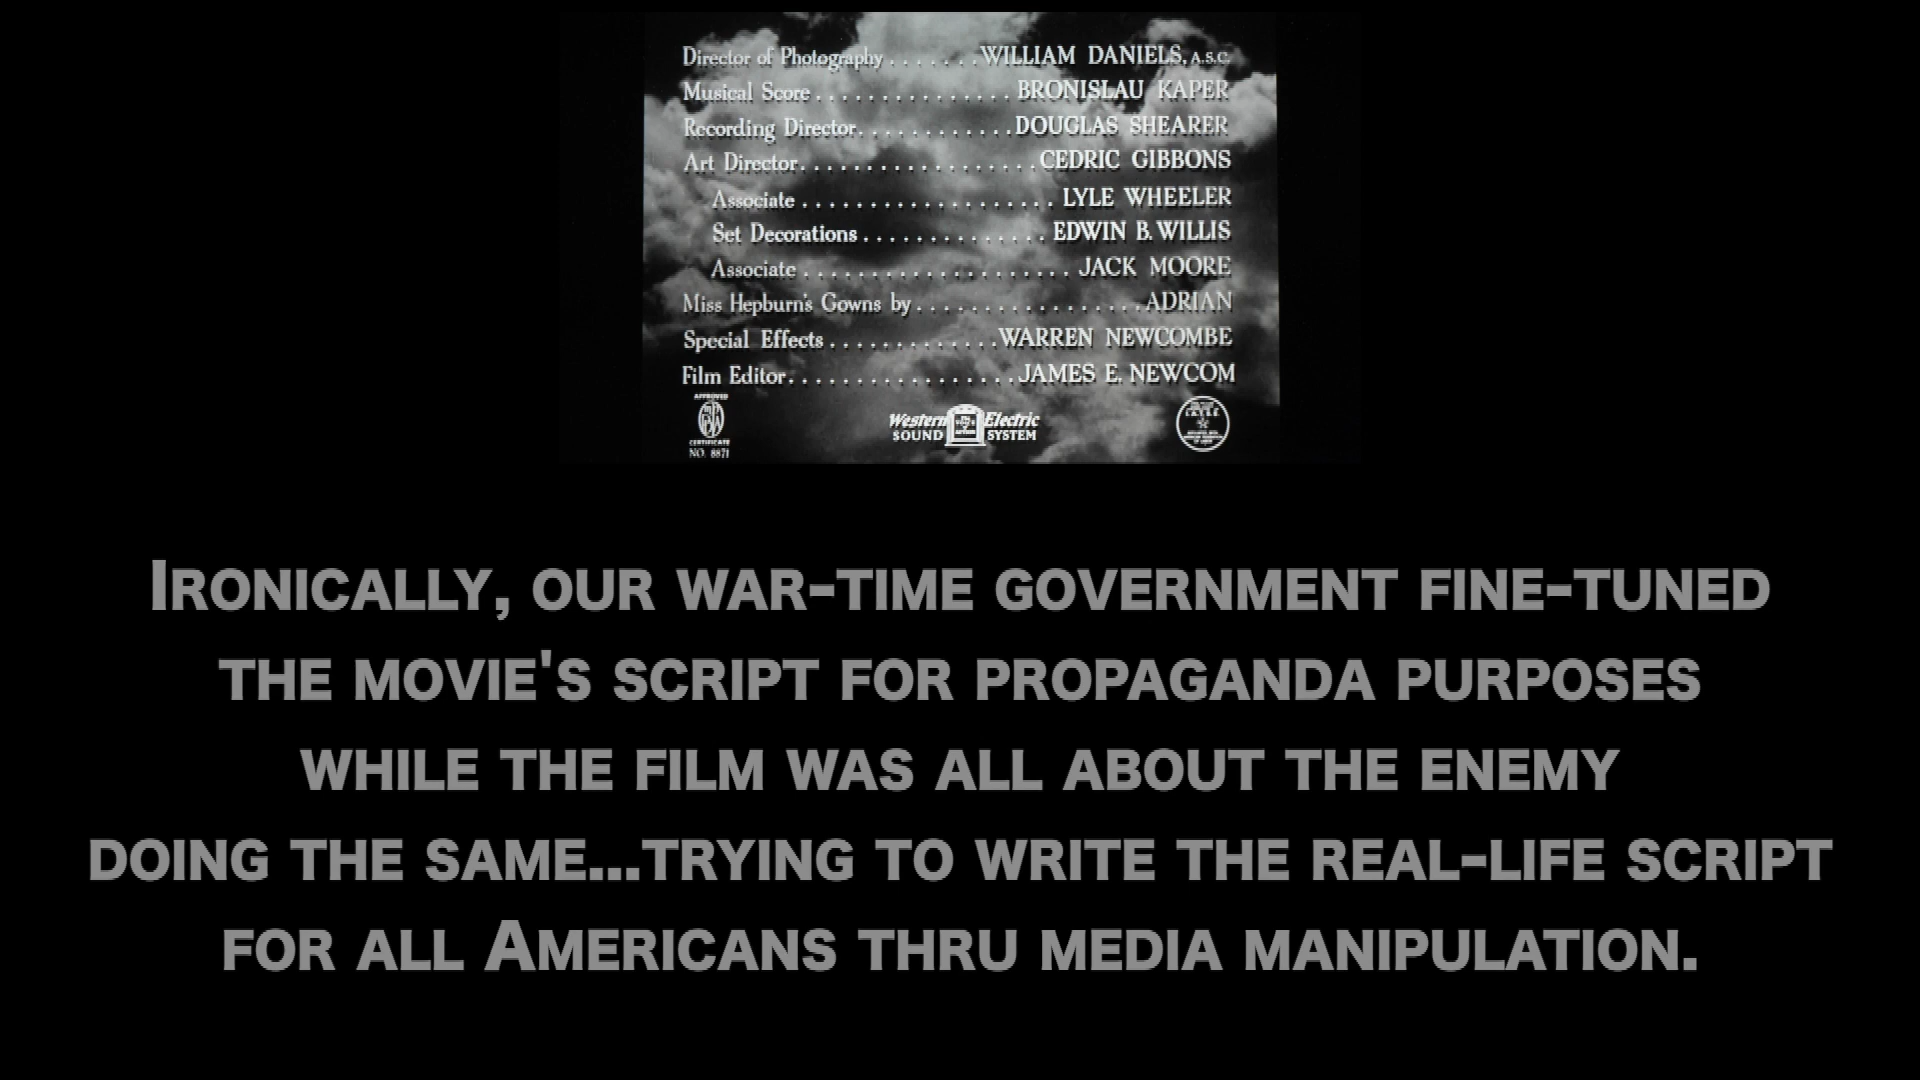 Director of Photography . . . . . . . WILLIAM DANIELS, A.S.C.
Musical Score . . . . . . . . . . . . . . . BRONISLAU KAPER
Recording Director . . . . . . . . . . . . DOUGLAS SHEARER
Art Director . . . . . . . . . . . . . . . . . . CEDRIC GIBBONS
Associate . . . . . . . . . . . . . . . . . . . LYLE WHEELER
Set Decorations . . . . . . . . . . . . . . EDWIN B. WILLIS
Associate . . . . . . . . . . . . . . . . . . . . JACK MOORE
Miss Hepburn's Gowns by . . . . . . . . . . . . . . . . . ADRIAN
Special Effects . . . . . . . . . . . . . WARREN NEWCOMBE
Film Editor . . . . . . . . . . . . . . . . . JAMES E. NEWCOM
APPROVED
CERTIFICATE
NO. 8871
Western Electric
SOUND SYSTEM
I.A.T.S.E.
IRONICALLY, OUR WAR-TIME GOVERNMENT FINE-TUNED
THE MOVIE'S SCRIPT FOR PROPAGANDA PURPOSES
WHILE THE FILM WAS ALL ABOUT THE ENEMY
DOING THE SAME...TRYING TO WRITE THE REAL-LIFE SCRIPT
FOR ALL AMERICANS THRU MEDIA MANIPULATION.